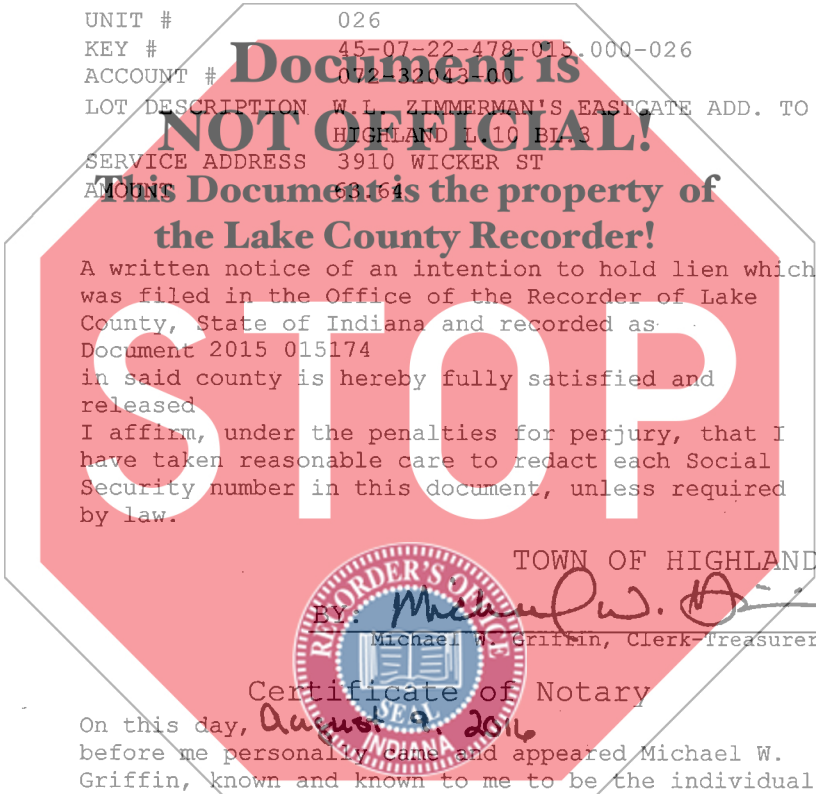 UNIT # 026
KEY # 45-07-22-478-015.000-026
Document is
ACCOUNT # 072-32043-00
LOT DESCRIPTION W.L. ZIMMERMAN'S EASTGATE ADD. TO
NOT OFFICIAL!
HIGHLAND L.10 BL.3
SERVICE ADDRESS 3910 WICKER ST
AMOUNT 63.64
This Document is the property of
the Lake County Recorder!
A written notice of an intention to hold lien which
was filed in the Office of the Recorder of Lake
County, State of Indiana and recorded as
Document 2015 015174
in said county is hereby fully satisfied and
released
STOP
I affirm, under the penalties for perjury, that I
have taken reasonable care to redact each Social
Security number in this document, unless required
by law.
TOWN OF HIGHLAND
BY: Michael W. Griffin
Michael W. Griffin, Clerk-Treasurer
RECORDER'S OFFICE
SEAL
INDIANA
Certificate of Notary
On this day, August 9, 2016
before me personally came and appeared Michael W.
Griffin, known and known to me to be the individual